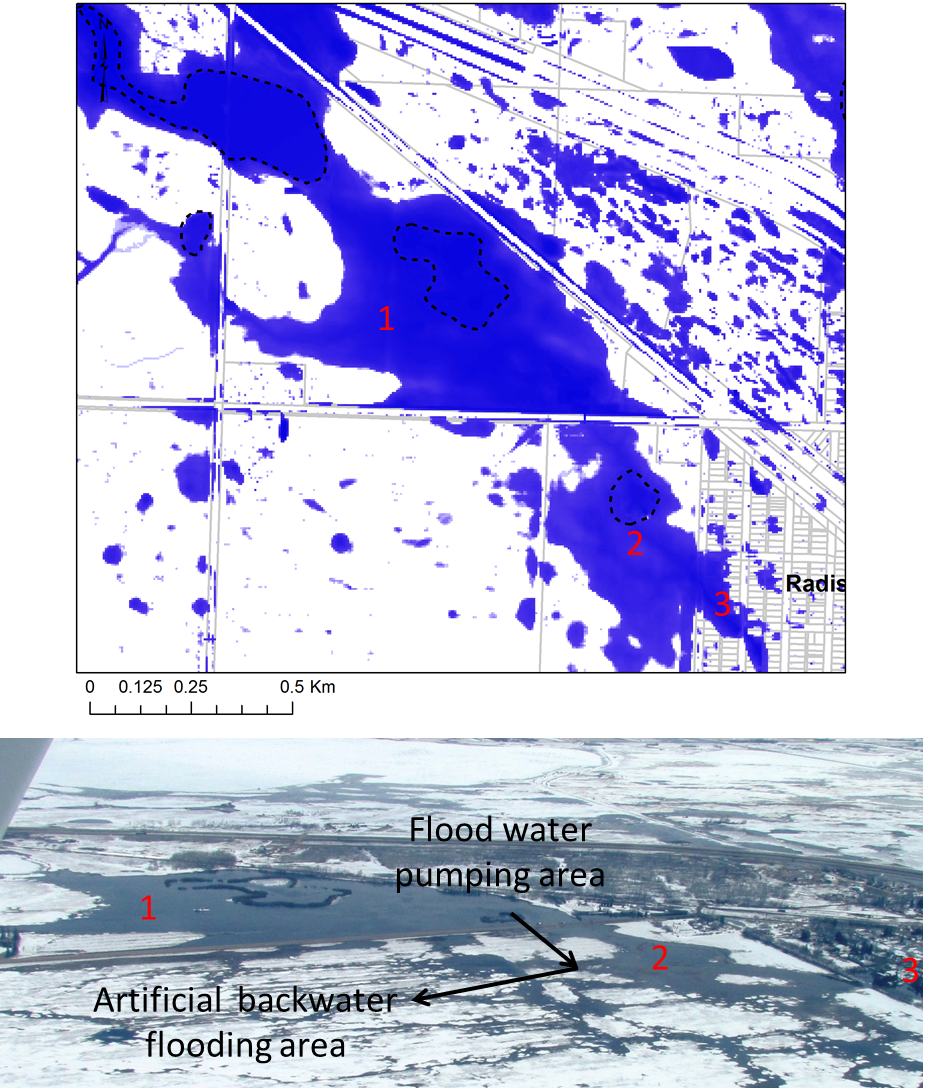 N
1
2
3
Radis
0 0.125 0.25 0.5 Km
Flood water
pumping area
1
2
3
Artificial backwater
flooding area